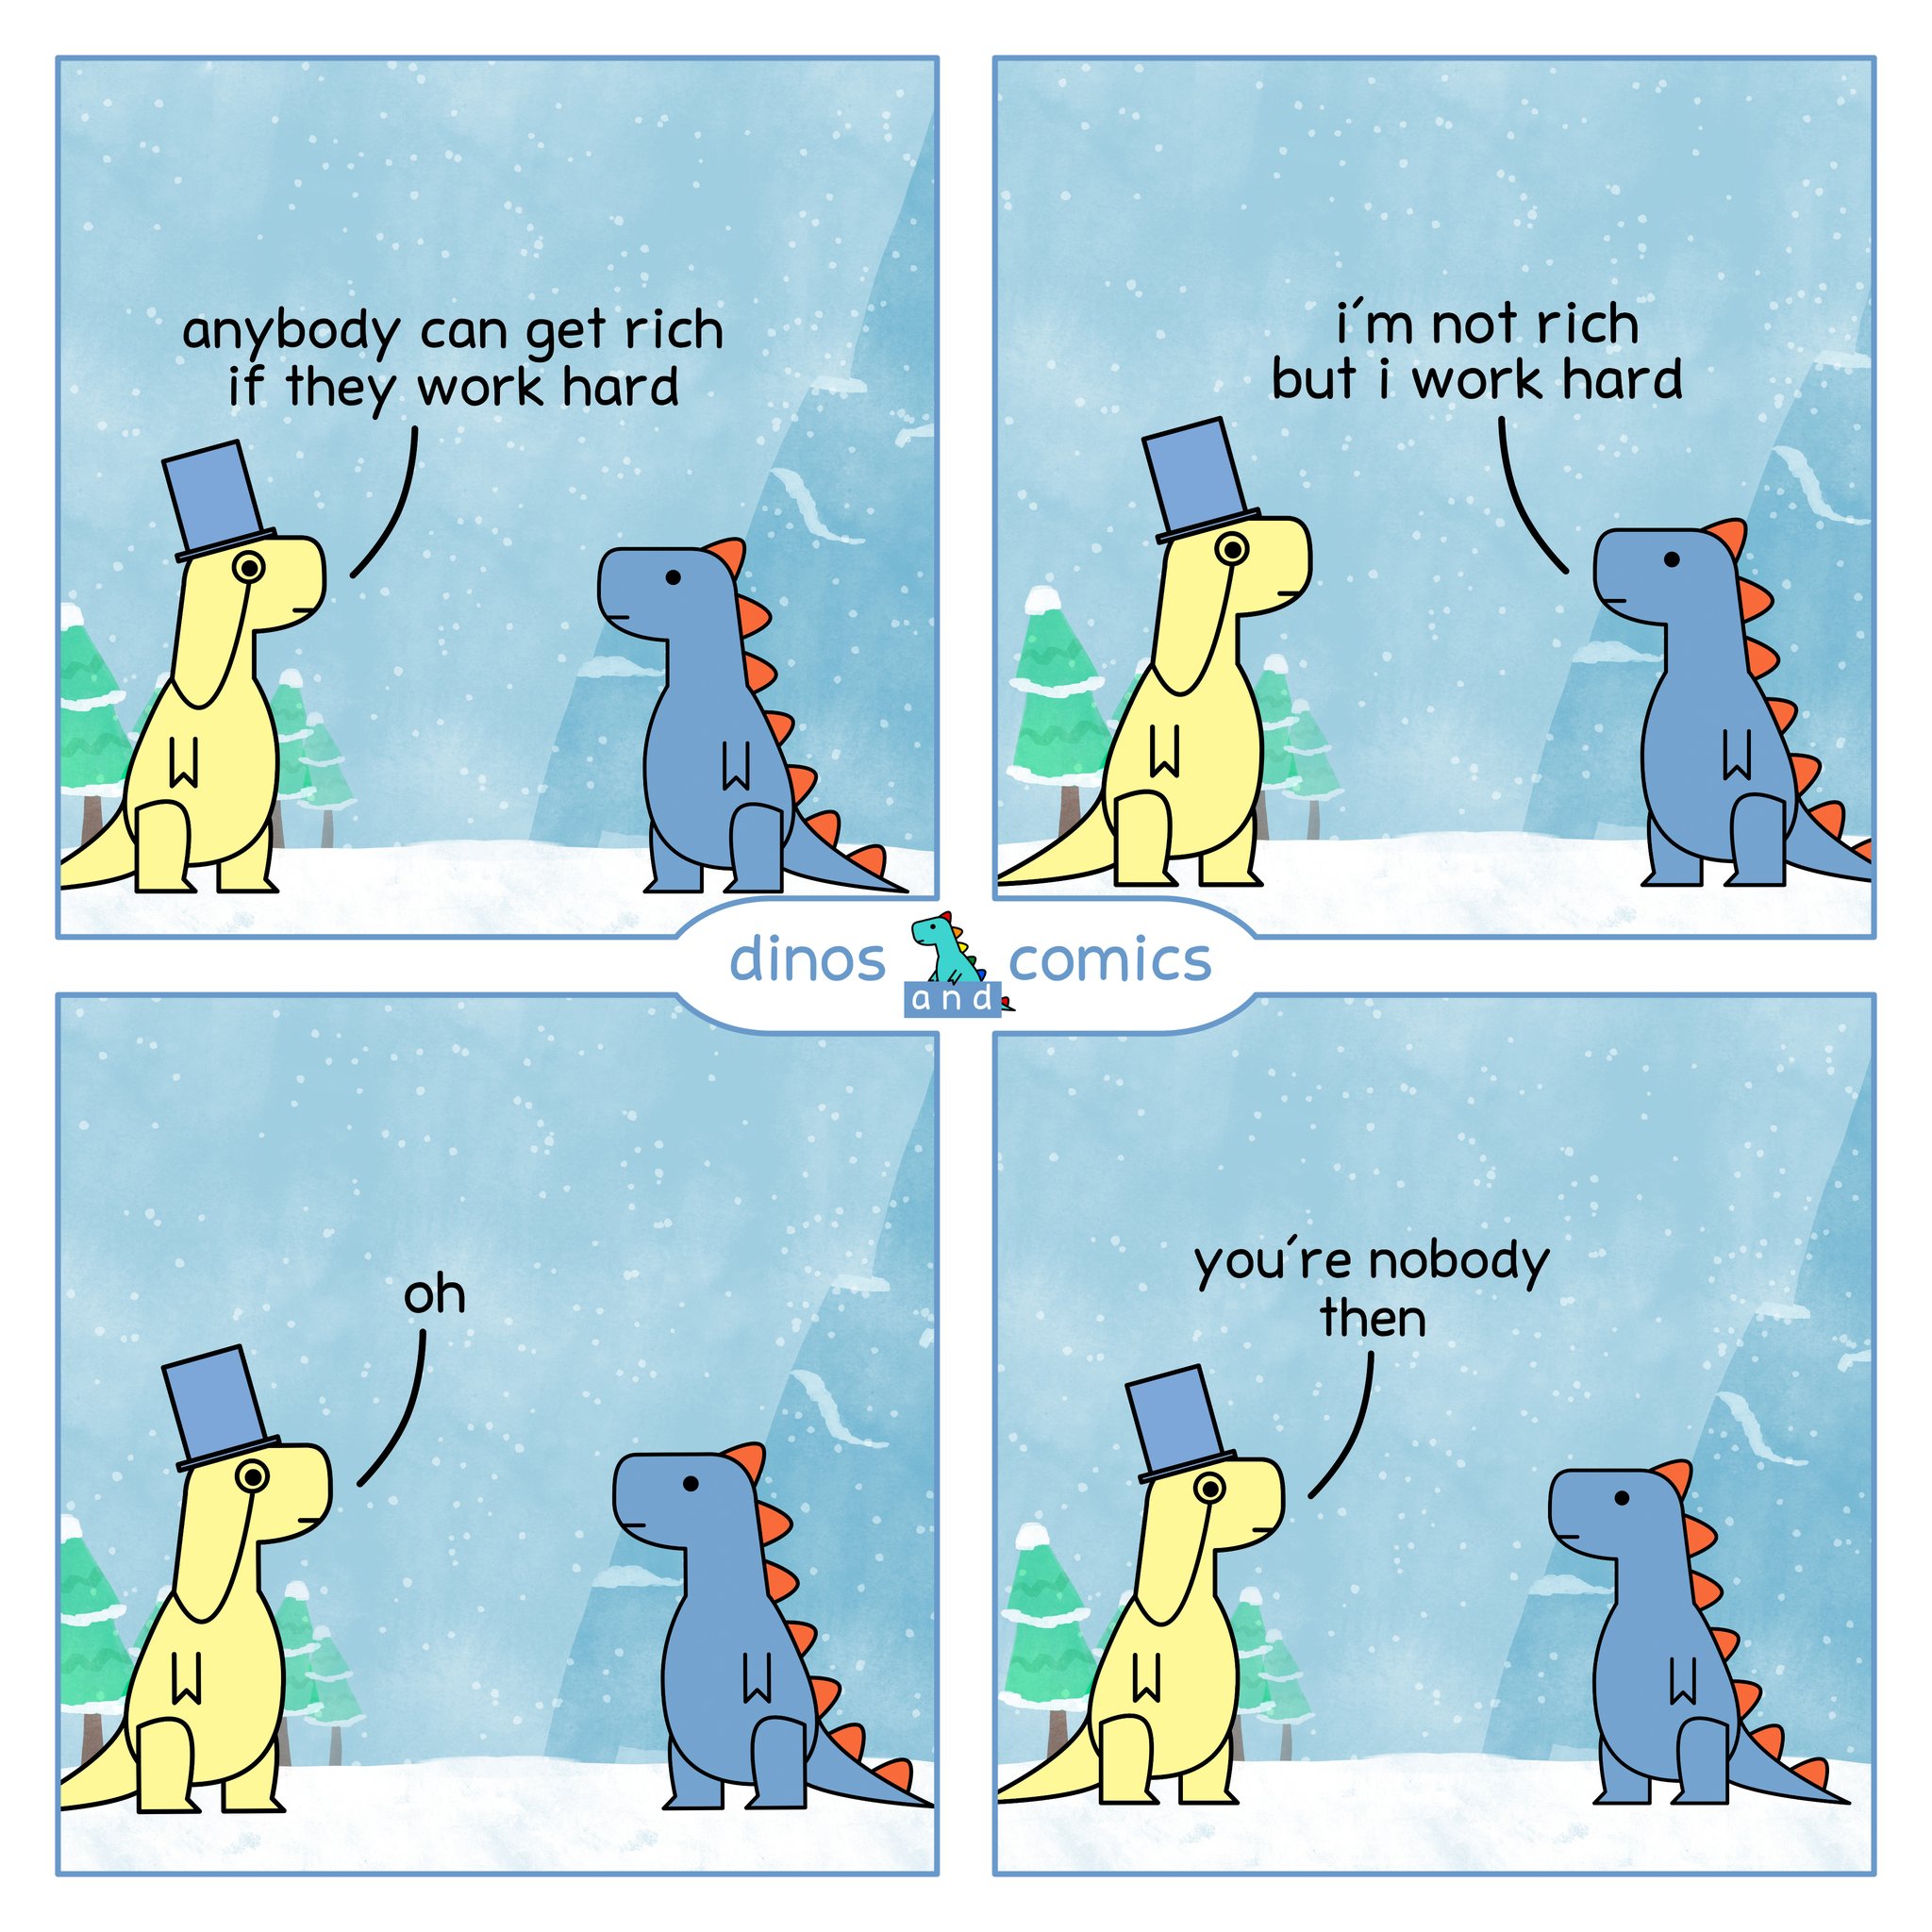 anybody can get rich
if they work hard
i´m not rich
but i work hard
dinos and comics
oh
you´re nobody
then